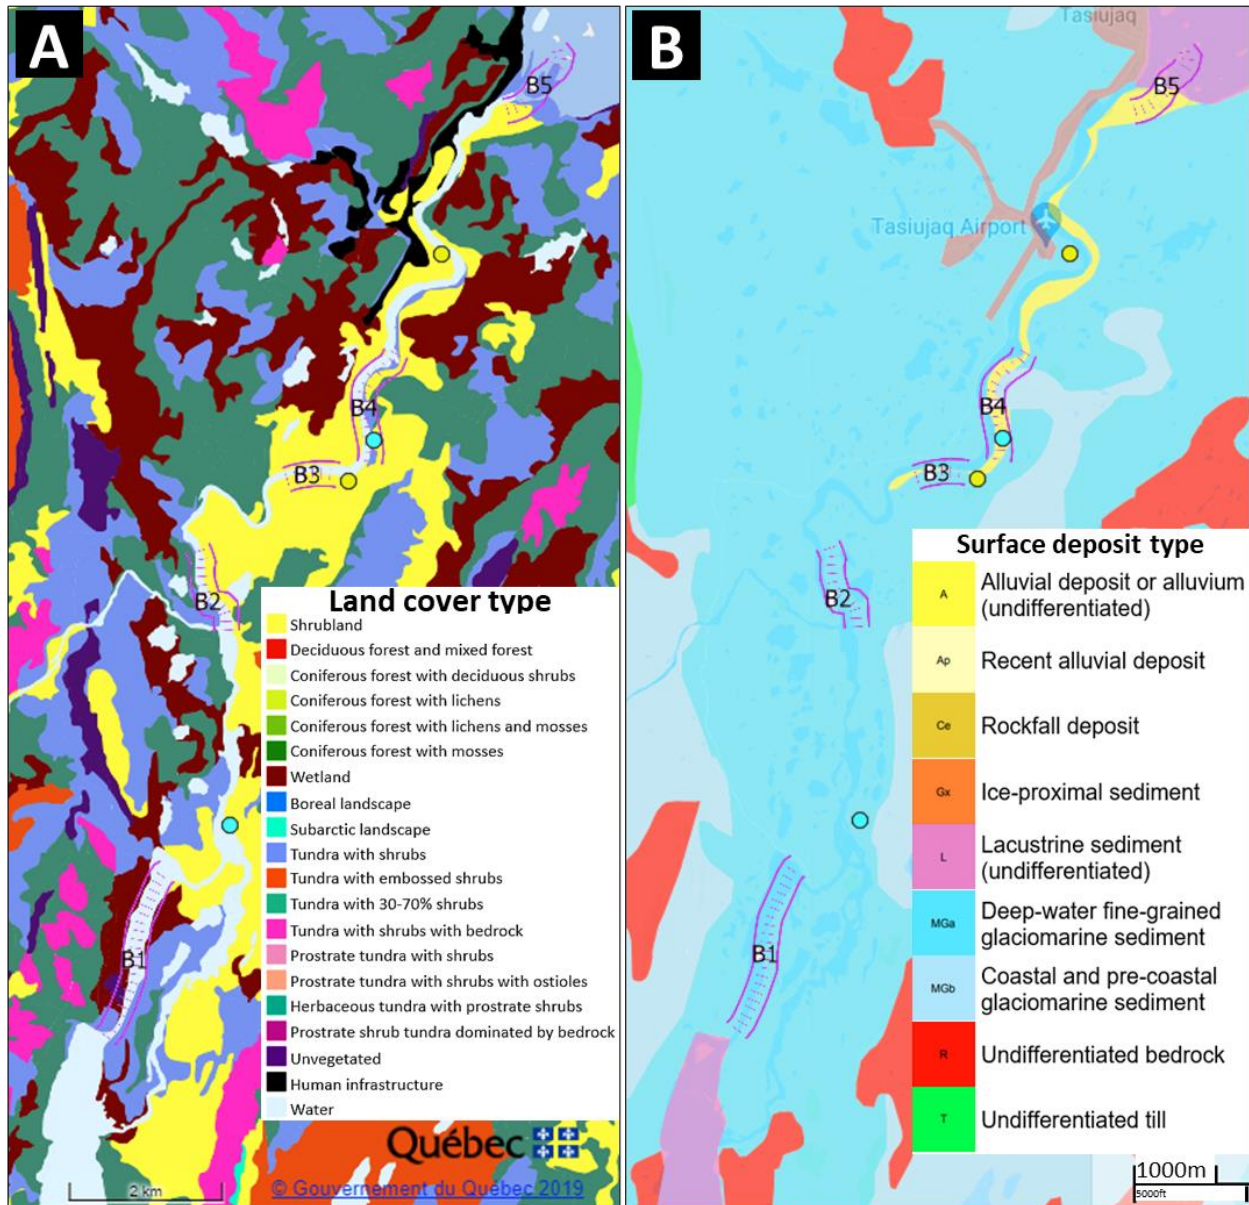 A
B5
B4
B3
B2
B1
Land cover type
Shrubland
Deciduous forest and mixed forest
Coniferous forest with deciduous shrubs
Coniferous forest with lichens
Coniferous forest with lichens and mosses
Coniferous forest with mosses
Wetland
Boreal landscape
Subarctic landscape
Tundra with shrubs
Tundra with embossed shrubs
Tundra with 30-70% shrubs
Tundra with shrubs with bedrock
Prostrate tundra with shrubs
Prostrate tundra with shrubs with ostioles
Herbaceous tundra with prostrate shrubs
Prostrate shrub tundra dominated by bedrock
Unvegetated
Human infrastructure
Water
Québec
2 km
© Gouvernement du Québec 2019
B
Tasiujaq
B5
Tasiujaq Airport
B4
B3
B2
B1
Surface deposit type
A Alluvial deposit or alluvium
(undifferentiated)
Ap Recent alluvial deposit
Ce Rockfall deposit
Gx Ice-proximal sediment
L Lacustrine sediment
(undifferentiated)
MGa Deep-water fine-grained
glaciomarine sediment
MGb Coastal and pre-coastal
glaciomarine sediment
R Undifferentiated bedrock
T Undifferentiated till
1000m
5000ft